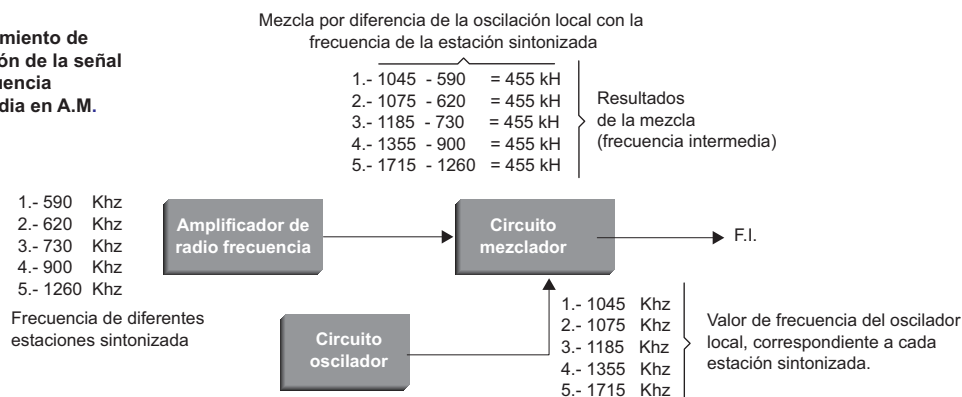 miento de
ón de la señal
uencia
dia en A.M.
Mezcla por diferencia de la oscilación local con la
frecuencia de la estación sintonizada
1.- 1045 - 590 = 455 kH
2.- 1075 - 620 = 455 kH
3.- 1185 - 730 = 455 kH
4.- 1355 - 900 = 455 kH
5.- 1715 - 1260 = 455 kH
Resultados
de la mezcla
(frecuencia intermedia)
1.- 590 Khz
2.- 620 Khz
3.- 730 Khz
4.- 900 Khz
5.- 1260 Khz
Frecuencia de diferentes
estaciones sintonizada
Amplificador de
radio frecuencia
Circuito
mezclador
F.I.
Circuito
oscilador
1.- 1045 Khz
2.- 1075 Khz
3.- 1185 Khz
4.- 1355 Khz
5.- 1715 Khz
Valor de frecuencia del oscilador
local, correspondiente a cada
estación sintonizada.